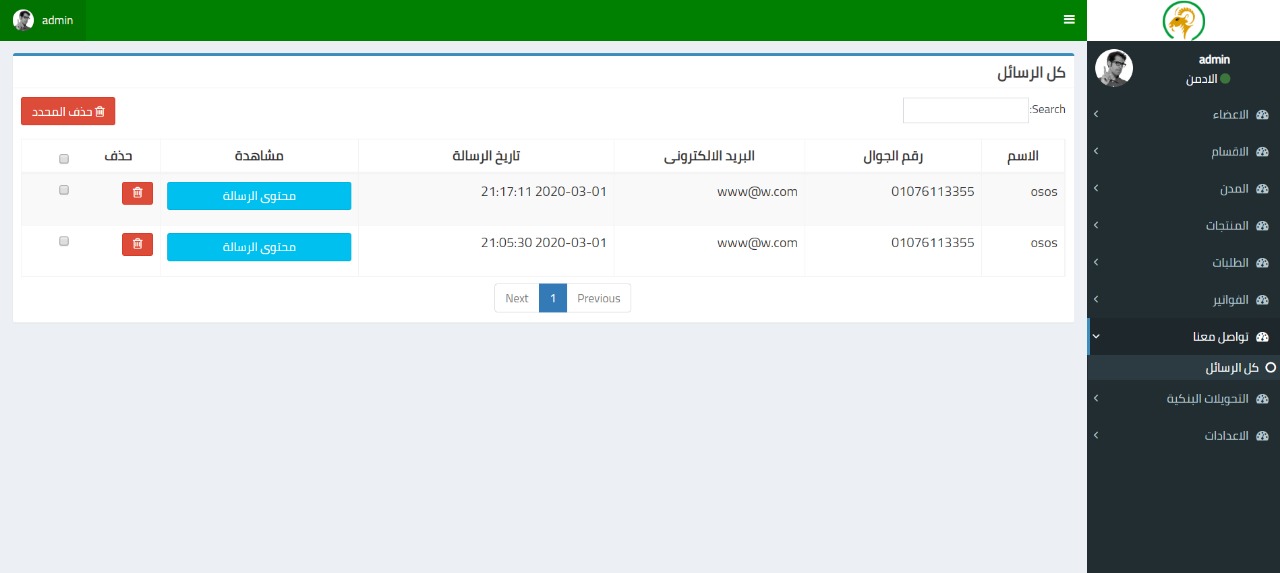 admin
admin
الادمن
الاعضاء
الاقسام
المدن
المنتجات
الطلبات
الفواتير
تواصل معنا
كل الرسائل
التحويلات البنكية
الاعدادات
كل الرسائل
Search:
حذف المحدد
الاسم رقم الجوال البريد الالكترونى تاريخ الرسالة مشاهدة حذف
osos 01076113355 www@w.com 2020-03-01 21:17:11 محتوى الرسالة
osos 01076113355 www@w.com 2020-03-01 21:05:30 محتوى الرسالة
Previous 1 Next